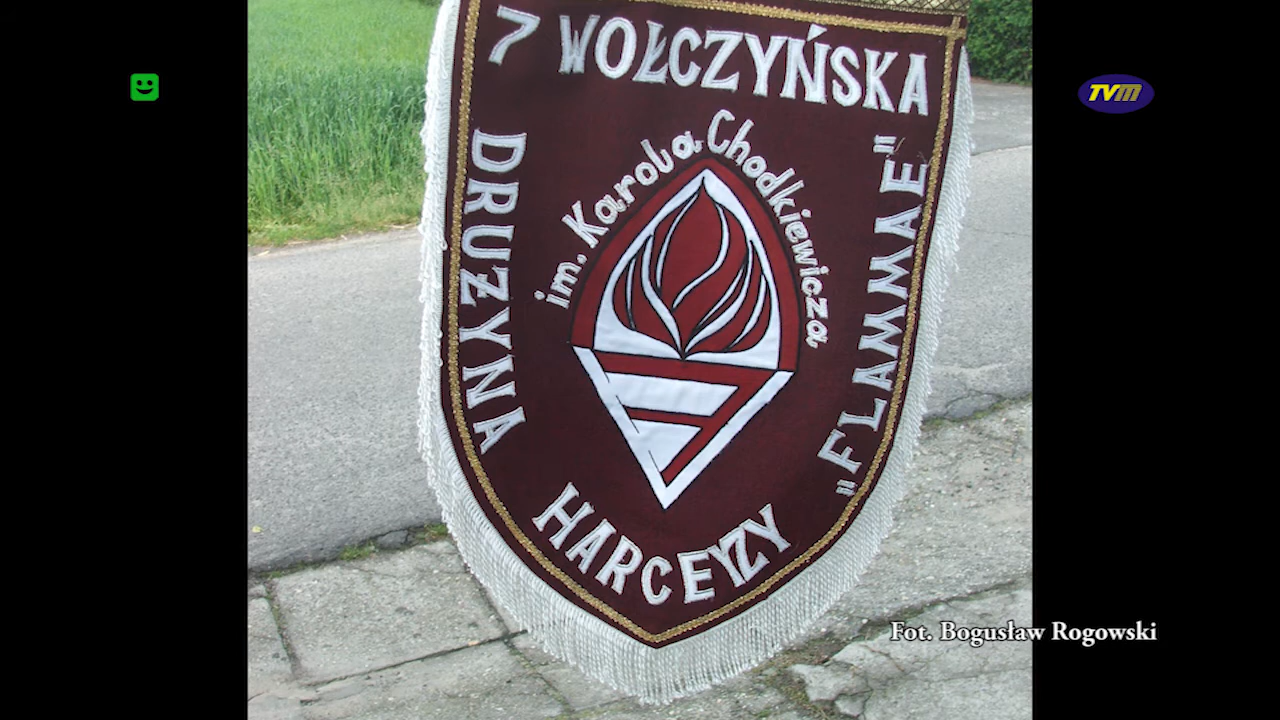 7 WOŁCZYŃSKA
DRUŻYNA
HARCERZY
"FLAMMAE"
im. Karola Chodkiewicza
TVM
Fot. Bogusław Rogowski